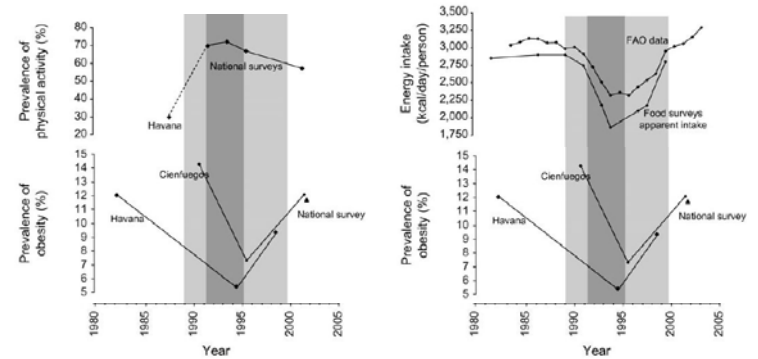 Prevalence of
physical activity (%)
80
70
60
50
40
30
20
National surveys
Havana
Prevalence of
obesity (%)
15
14
13
12
11
10
9
8
7
6
5
Cienfuegos
Havana
National survey
1980
1985
1990
1995
2000
2005
Year
Energy intake
(kcal/day/person)
3,500
3,250
3,000
2,750
2,500
2,250
2,000
1,750
FAO data
Food surveys
apparent intake
Prevalence of
obesity (%)
15
14
13
12
11
10
9
8
7
6
5
Cienfuegos
Havana
National survey
1980
1985
1990
1995
2000
2005
Year